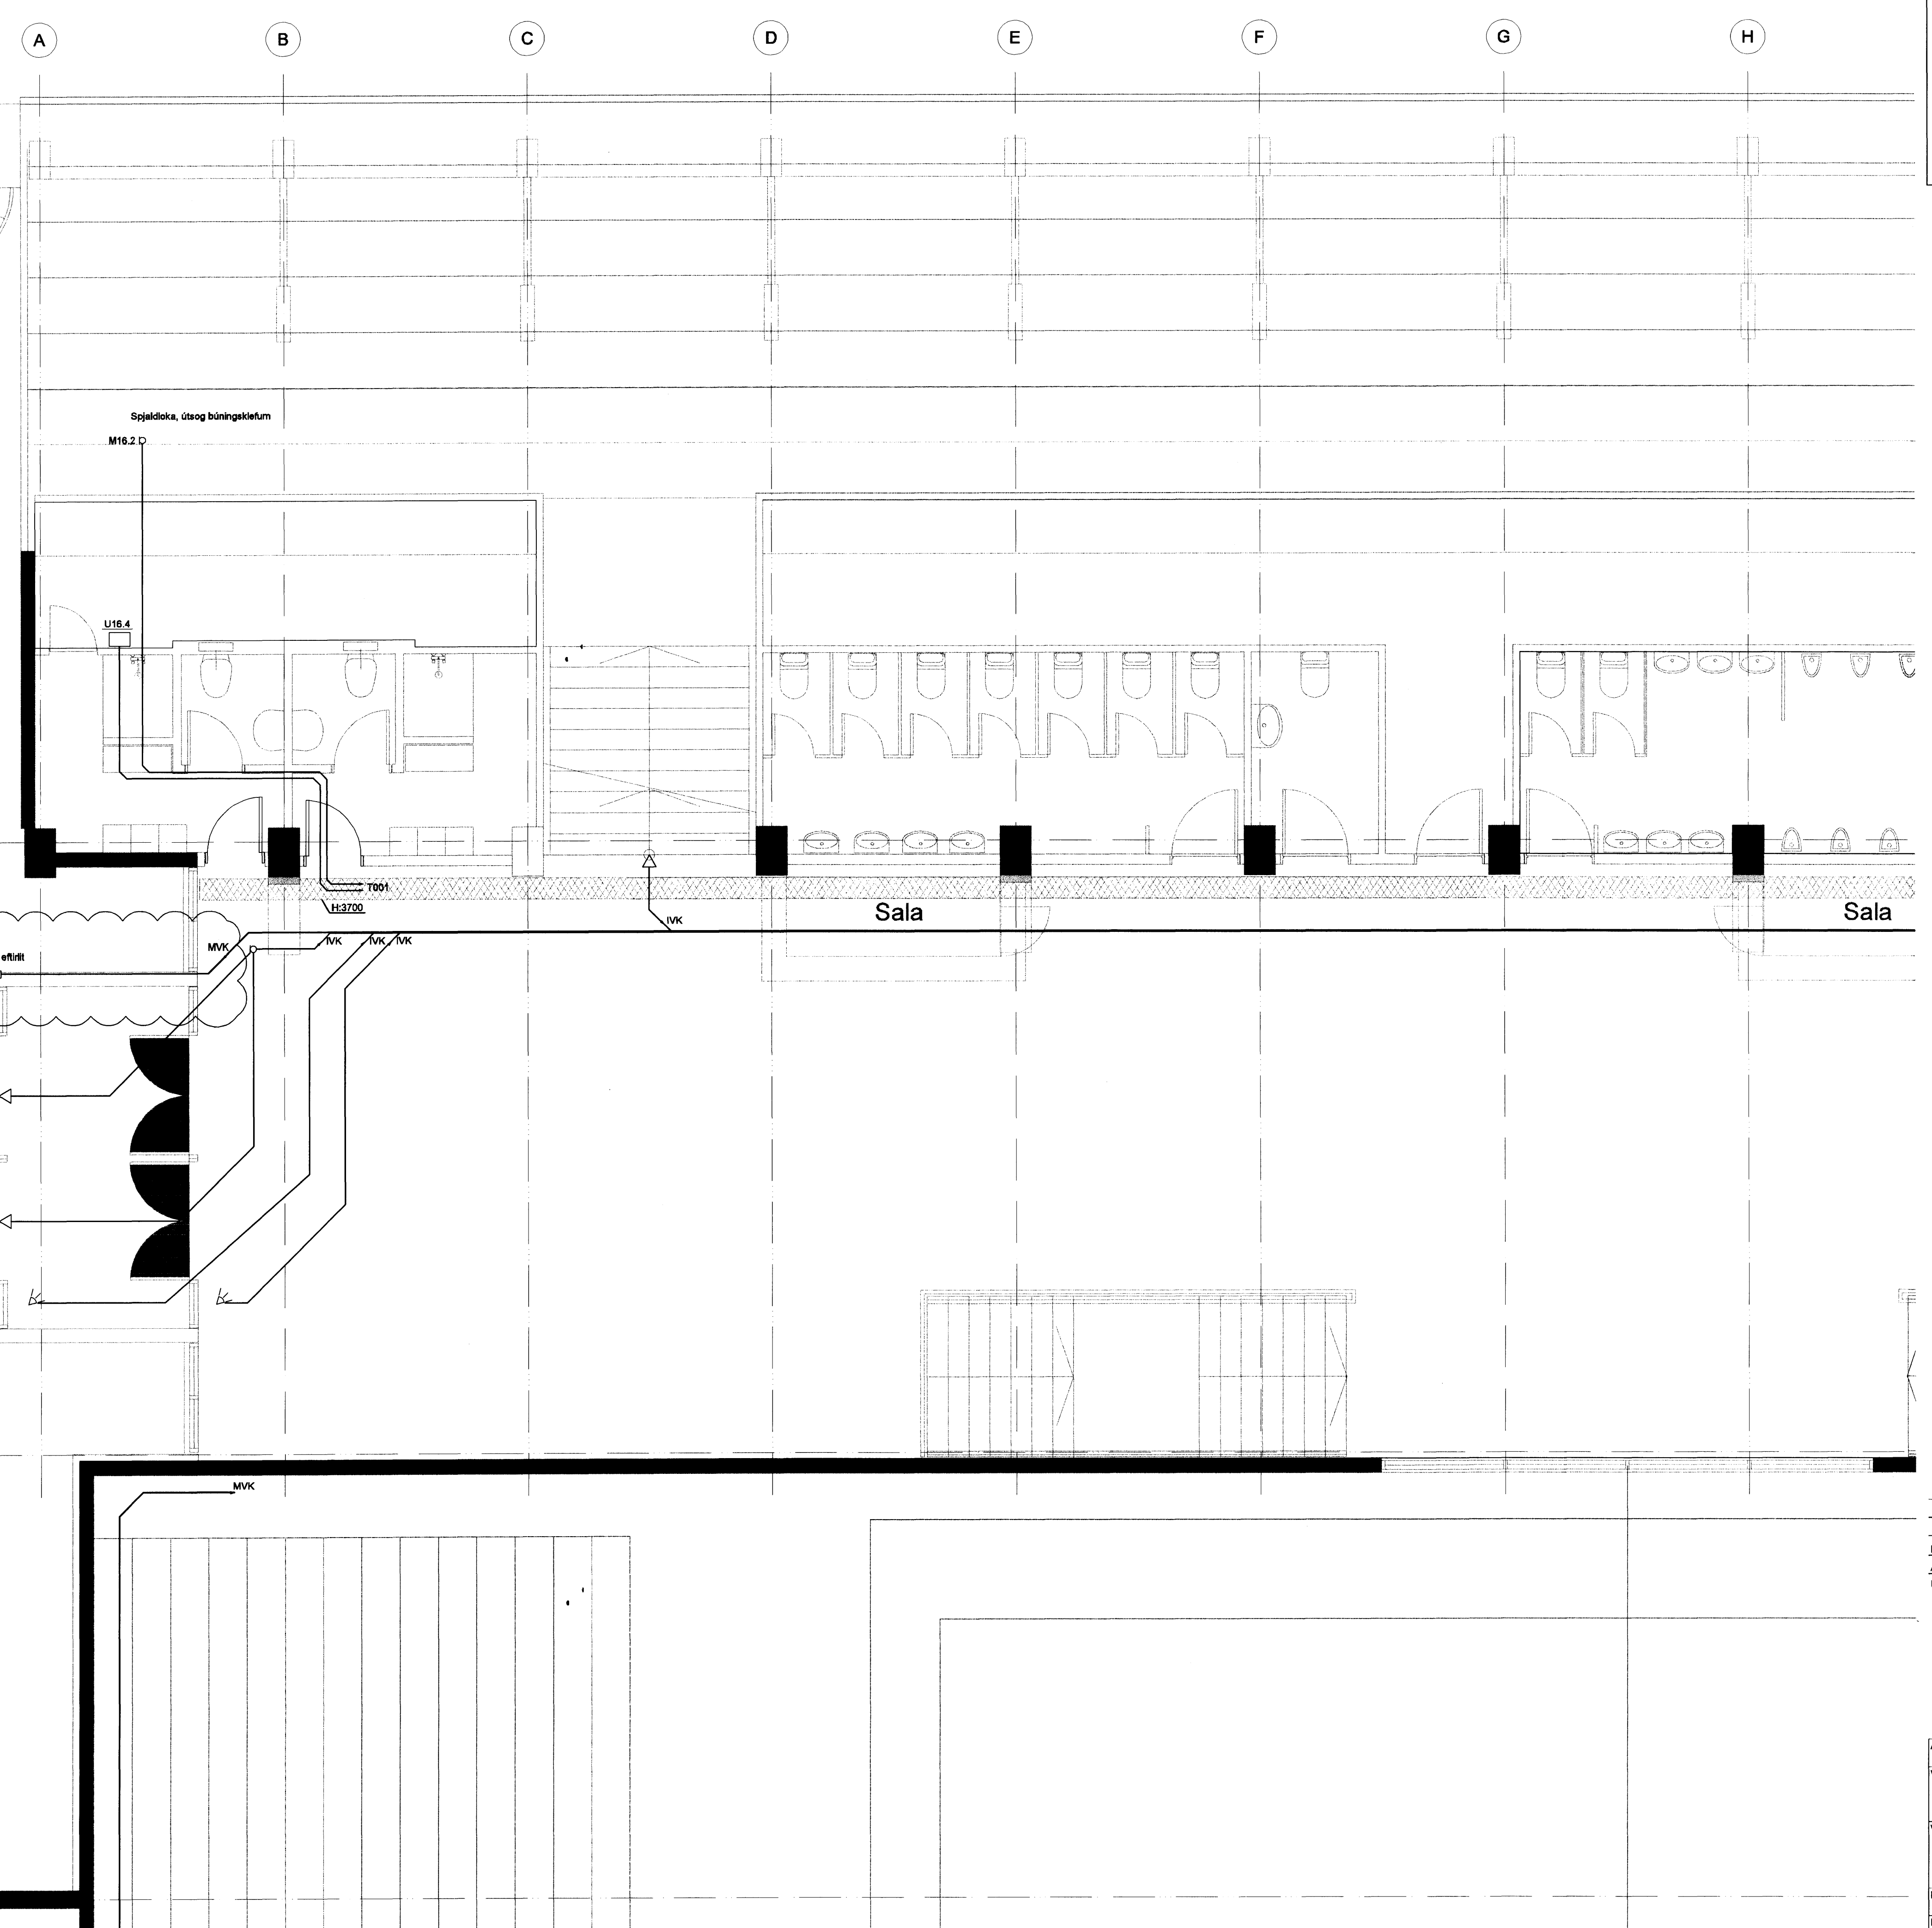 A B C D E F G H
Spjaldloka, útsog búningsklefum
M16.2
U16.4
T001
H:3700
Sala
Sala
IVK
MVK
IVK
IVK
IVK
eftirlit
MVK